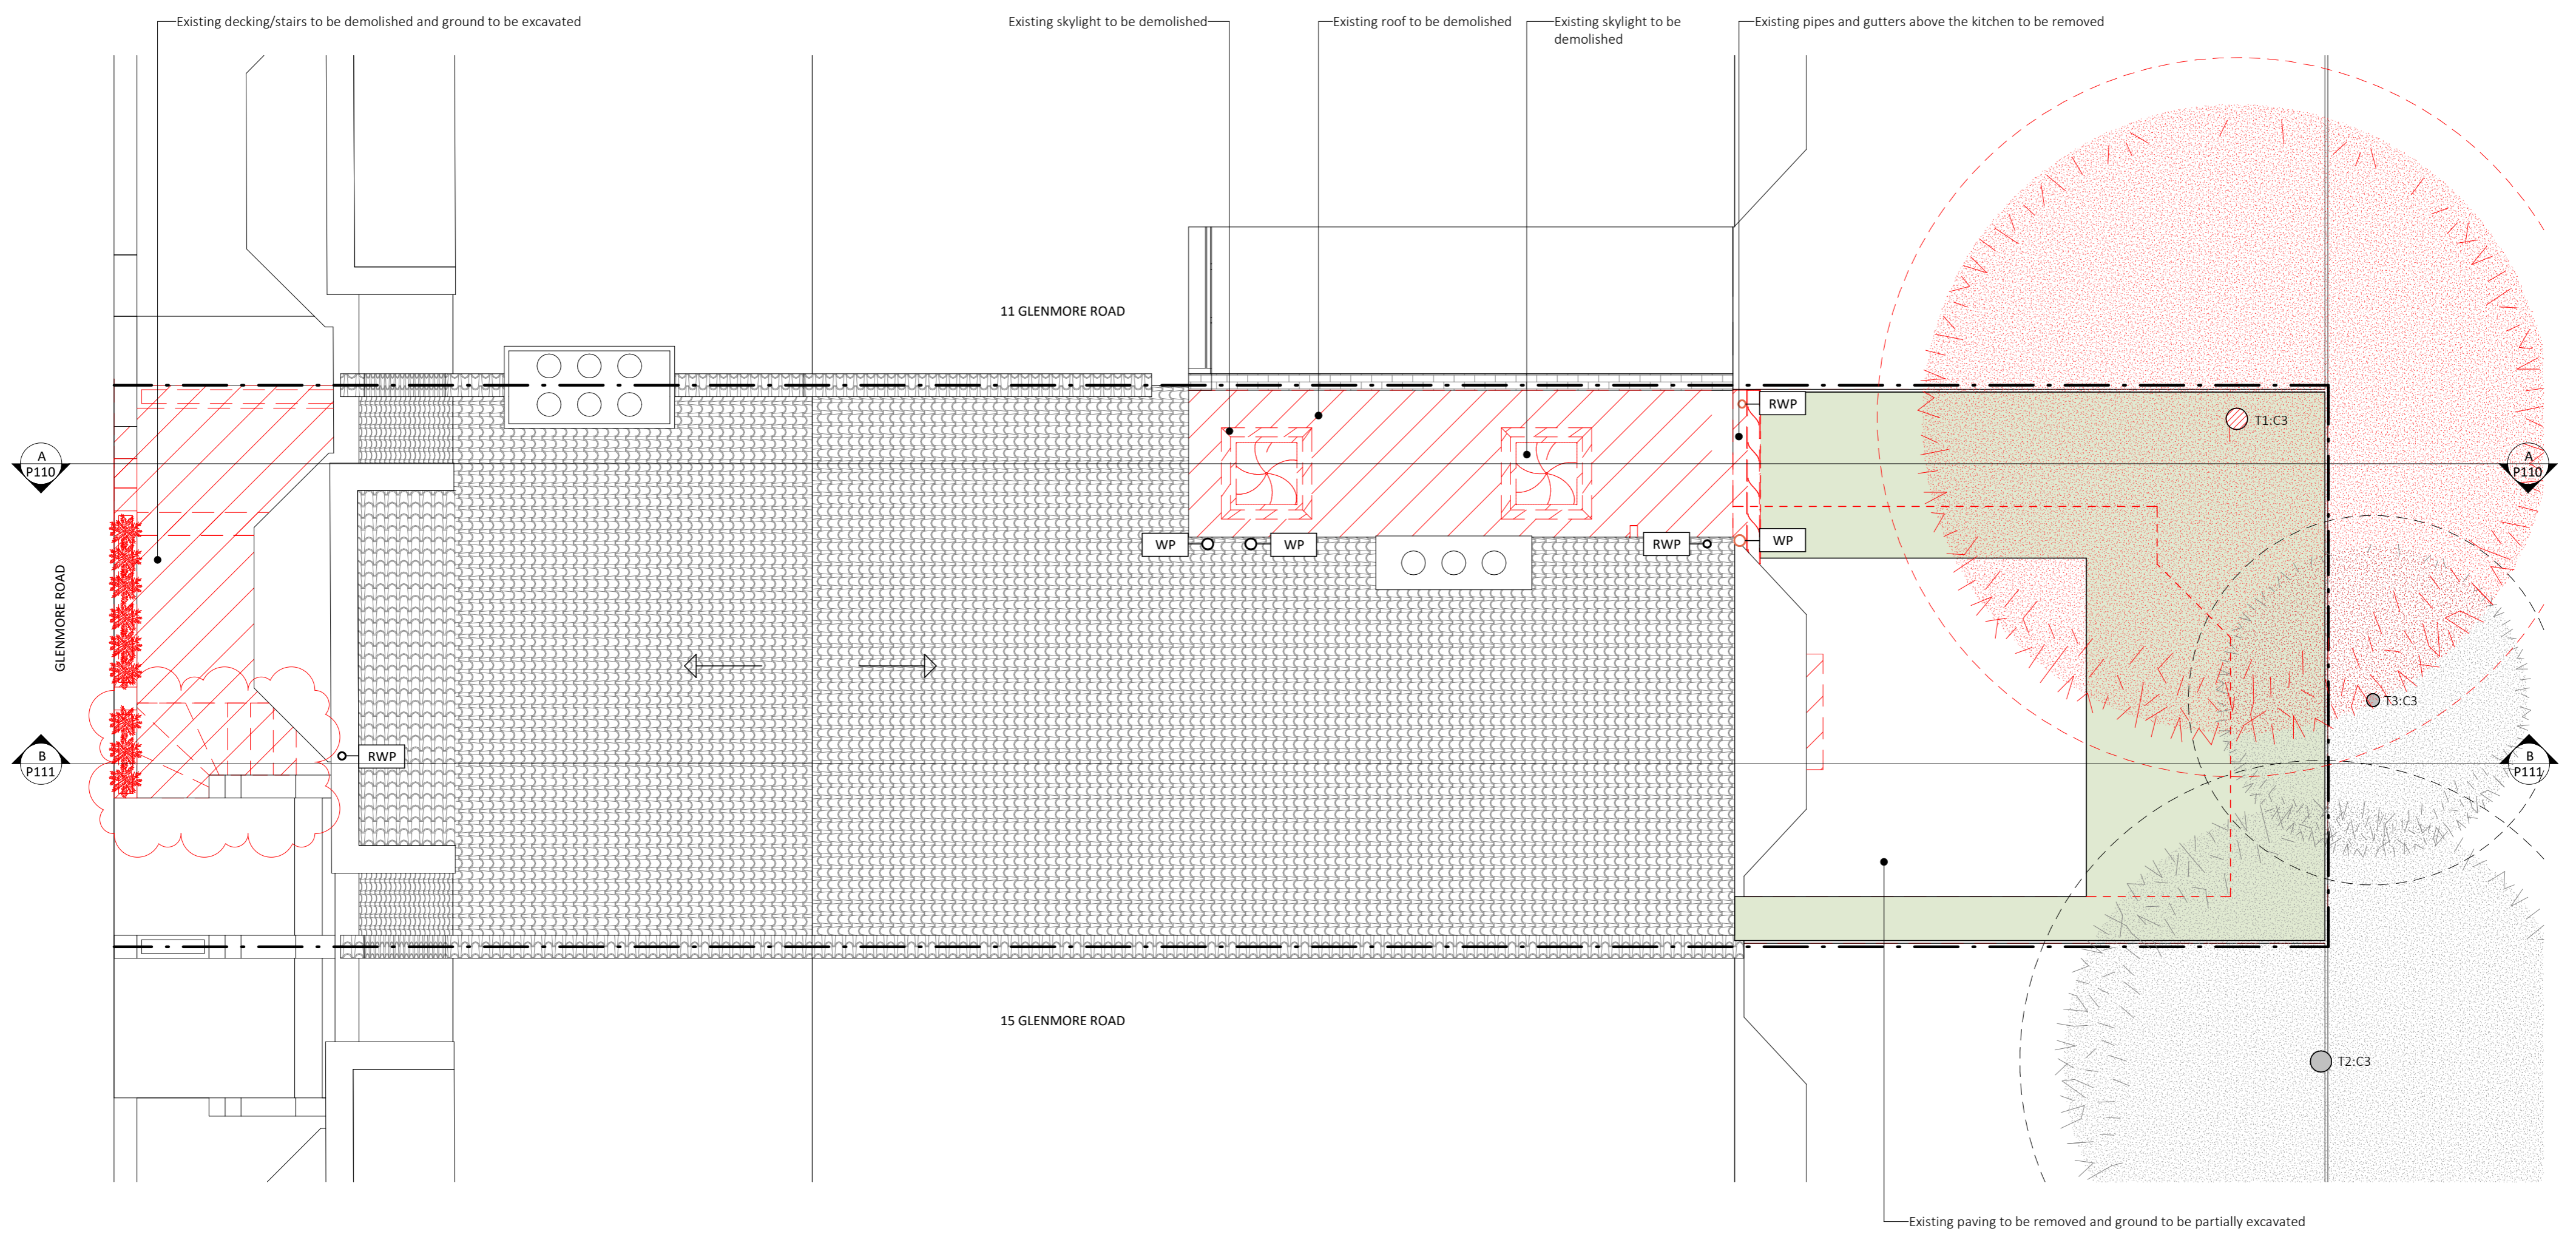 Existing decking/stairs to be demolished and ground to be excavated
Existing skylight to be demolished
Existing roof to be demolished
Existing skylight to be
demolished
Existing pipes and gutters above the kitchen to be removed
11 GLENMORE ROAD
RWP
T1:C3
A
P110
A
P110
WP
WP
RWP
WP
GLENMORE ROAD
T3:C3
B
P111
RWP
B
P111
15 GLENMORE ROAD
T2:C3
Existing paving to be removed and ground to be partially excavated